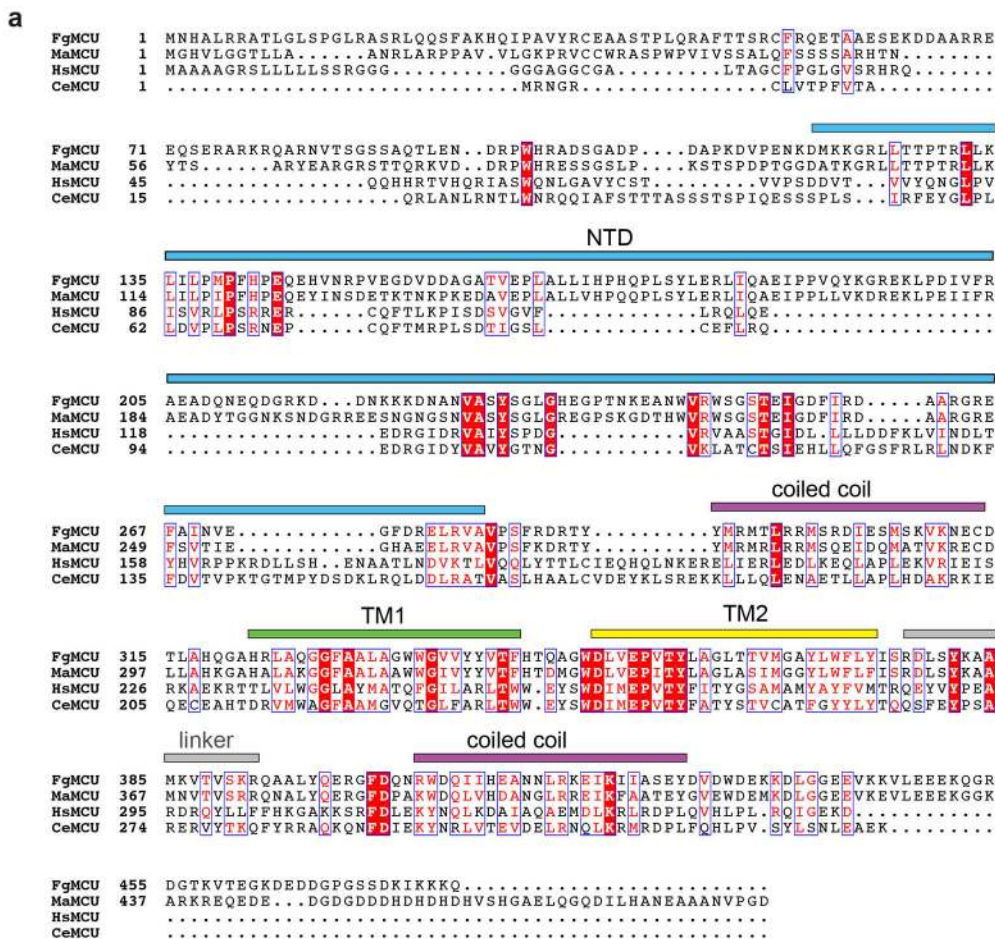 a
FgMCU 1 MNHALRRATLGLSPGLRASRLQQSFAKHQIPAVYRCEAASTPLQRAFTTSRCFRQETAAESEKDDAARRE
MaMCU 1 MGHVLGGTLLA.....ANRLARPAV.VLGKPRVCCWRASPWPVIVSSALQFSSSSARHTN..........
HsMCU 1 MAAAAGRSLLLLLSSRGGG........GGGAGGCGA......LTAGCFPGLGVSRHRQ............
CeMCU 1 ..............................MRNGR.................CLVTPFVTA.........
FgMCU 71 EQSERARKRQARNVTSGSSAQTLEN..DRPWHRADSGADP..DAPKDVPENKDMKKGRLLTTPTRLLK
MaMCU 56 YTS.....ARYEARGRSTTQRKVD..DRPWHRESSGSLP...KSTSPDPTGGDATKGRLLTTPTRLLK
HsMCU 45 .................QQHHRTVHQRIASWQNLGAVYCST.......VVPSDDVT..VVYQNGLPV
CeMCU 15 ....................QRLANLRNTLWNRQQIAFSTTTASSSTSPIQESSSPLS..IRFEYGLPL
NTD
FgMCU 135 LILPMPFHPEQEHVNRPVEGDVDDAGATVEPLALLIHPHQPLSYLERLIQAEIPPVQYKGREKLPDIVFR
MaMCU 114 LILPIPFHPEQEYINSDETKTNKPKEDAVEPLALLVHPQQPLSYLERLIQAEIPPLLVKDREKLPEIIFR
HsMCU 86 ISVRLPSRRER.......CQFTLKPISDSVGVF.............LRQLQE..................
CeMCU 62 LDVPLPSRNEP.......CQFTMRPLSDTIGSL.............CEFLRQ..................
FgMCU 205 AEADQNEQDGRKD..DNKKKDNANVASYSGLGHEGPTNKEANWVRWSGSTEIGDFIRD.....AARGRE
MaMCU 184 AEADYTGGNKSNDGRREESNGNGSNVASYSGLGREGPSKGDTHWVRWSGSTEIGDFIRD.....AARGRE
HsMCU 118 ..................EDRGIDRVAIYSPDG...........VRVAASTGIDL.LLLDDFKLVINDLT
CeMCU 94 ..................EDRGIDYVAVYGTNG...........VKLATCTSIEHLLQFGSFRLRLNDKF
coiled coil
FgMCU 267 FAINVE..........GFDRELRVAVPSFRDRTY..........YMRMTLRRMSRDIESMSKVKNECD
MaMCU 249 FSVTIE..........GHAEELRVAVPSFKDRTY..........YMRMRLRRMSQEIDQMATVKRECD
HsMCU 158 YHVRPPKRDLLSH..ENAATLNDVKTLVQQLYTTLCIEQHQLNKERELIERLEDLKEQLAPLEKVRIEIS
CeMCU 135 FDVTVPKTGTMPYDSDKLRQLDDLRATVASLHAALCVDEYKLSREKKLLLQLENAETLLAPLHDAKRKIE
TM1
TM2
FgMCU 315 TLAHQGAHRLAQGGFAALAGWWGVVYYVTFHTQAGWDLVEPVTYLAGLTTVMGAYLWFLYISRDLSYKAA
MaMCU 297 LLAHKGAHALAKGGFAALAAWWGIVYYVTFHTDMGWDLVEPITYLAGLASIMGGYLWFLFISRDLSYKAA
HsMCU 226 RKAEKRTTLVLWGGLAYMATQFGILARLTWW.EYSWDIMEPVTYFITYGSAMAMYAYFVMTRQEYVYPEA
CeMCU 205 QECEAHTDRVMWAGFAAMGVQTGLFARLTWW.EYSWDIMEPVTYFATYSTVCATFGYYLYTQQSFEYPSA
linker
coiled coil
FgMCU 385 MKVTVSKRQAALYQERGFDQNRWDQIIHEANNLRKEIKIIASEYDVDWDEKKDLGGEEVKKVLEEEKQGR
MaMCU 367 MNVTVSRRQNALYQERSFDPAKWDQLVHDANGLRREIKFAATEYGVEWDEMKDLGGEEVKEVLEEEKGGK
HsMCU 295 RDRQYLLFFHKGAKKSRFDLEKYNQLKDAIAQAEMDLKRLRDPLQVHLPL.RQIGEKD............
CeMCU 274 RERVYTKQFYRRAQKQNFDIEKYNRLVTEVDELRNQLKRMRDPLFQHLPV.SYLSNLEAEK.........
FgMCU 455 DGTKVTEGKDEDDGPGSSDKIKKKQ..........................
MaMCU 437 ARKREQEDE..DGDGDDDHDHDHDHVSHGAELQGQDILHANEAAANVPGD
HsMCU ...................................................
CeMCU ...................................................